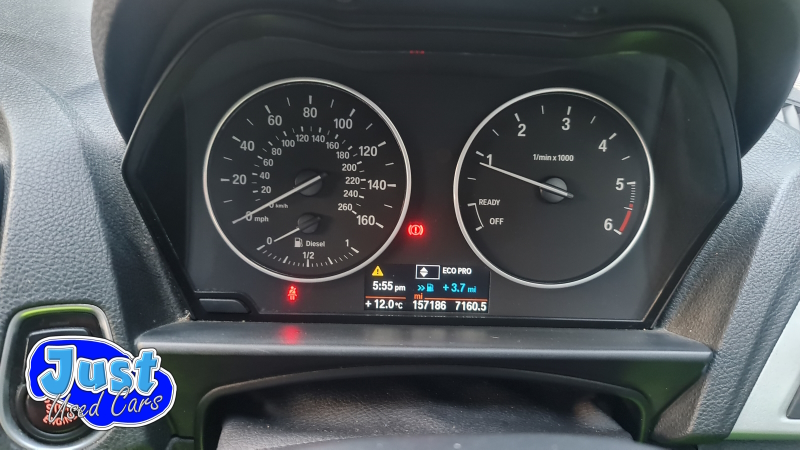 0 20 40 60 80 100 120 140 160
20 40 60 80 100 120 140 160 180 200 220 240 260
km/h
mph
0 1/2 1
Diesel
1 2 3 4 5 6
1/min x 1000
READY
OFF
ECO PRO
5:55 pm
+ 3.7 mi
mi
+ 12.0 °C 157186 7160.5
Just
Used Cars